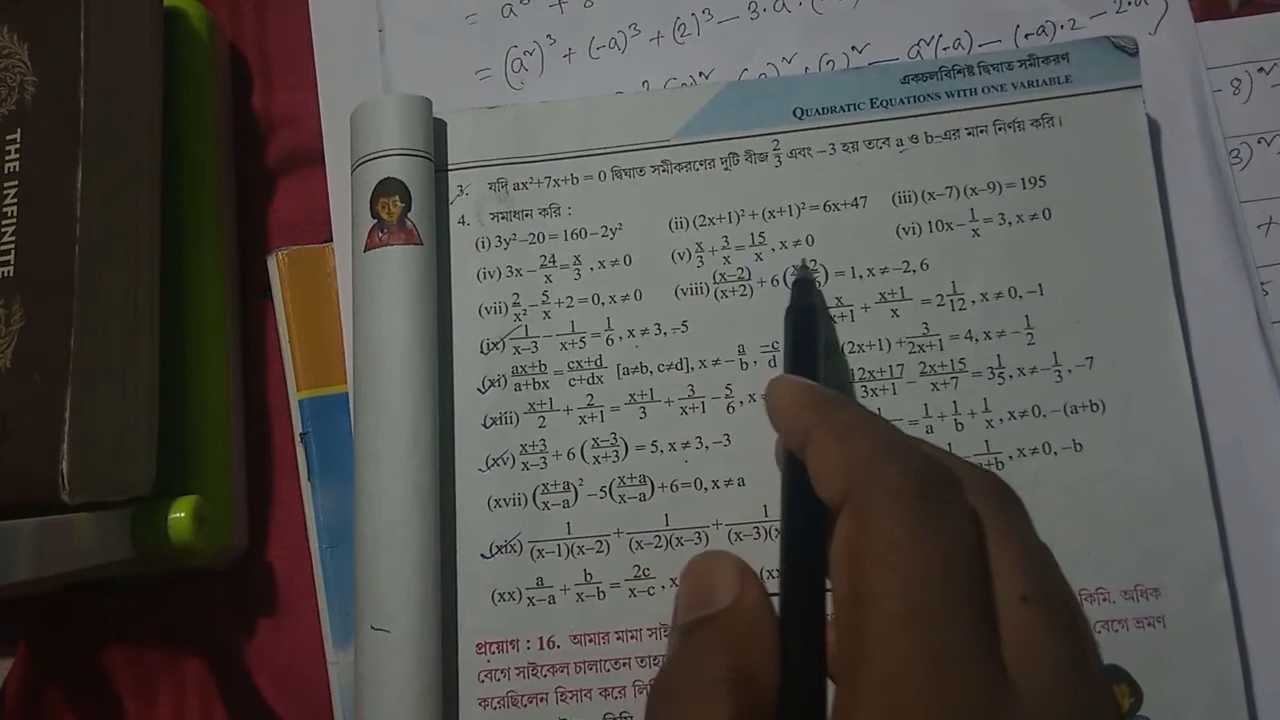 THE INFINITE
= (a²)³ + (-a)³ + (2)³ - 3.a.
- a²(-a) - (-a).2 - 2.a²)
-8)²
3)²
একচলবিশিষ্ট দ্বিঘাত সমীকরণ
QUADRATIC EQUATIONS WITH ONE VARIABLE
3. যদি ax²+7x+b = 0 দ্বিঘাত সমীকরণের দুটি বীজ 2/3 এবং –3 হয় তবে a ও b-এর মান নির্ণয় করি।
4. সমাধান করি :
(i) 3y²–20 = 160–2y² (ii) (2x+1)² + (x+1)² = 6x+47 (iii) (x–7) (x–9) = 195
(iv) 3x – 24/x = x/3 , x ≠ 0 (v) x/3 + 3/x = 15/x , x ≠ 0 (vi) 10x – 1/x = 3, x ≠ 0
(vii) 2/x² – 5/x + 2 = 0, x ≠ 0 (viii) (x–2)/(x+2) + 6 = 1, x ≠ –2, 6
(ix) 1/(x–3) – 1/(x+5) = 1/6 , x ≠ 3, –5 x/(x+1) + (x+1)/x = 2 1/12 , x ≠ 0, –1
(xi) (ax+b)/(a+bx) = (cx+d)/(c+dx) [a≠b, c≠d], x ≠ – a/b , –c/d (2x+1) + 3/(2x+1) = 4, x ≠ – 1/2
(xiii) (x+1)/2 + 2/(x+1) = (x+1)/3 + 3/(x+1) – 5/6 , x (12x+17)/(3x+1) – (2x+15)/(x+7) = 3 1/5 , x ≠ – 1/3 , –7
(xv) (x+3)/(x–3) + 6 ((x–3)/(x+3)) = 5, x ≠ 3, –3 = 1/a + 1/b + 1/x , x ≠ 0, –(a+b)
(xvii) ((x+a)/(x–a))² – 5((x+a)/(x–a)) + 6 = 0, x ≠ a , x ≠ 0, –b
(xix) 1/((x–1)(x–2)) + 1/((x–2)(x–3)) + 1/((x–3)(x
(xx) a/(x–a) + b/(x–b) = 2c/(x–c) , x
প্রয়োগ : 16. আমার মামা কিমি. অধিক
বেগে সাইকেল চালাতেন বেগে ভ্রমণ
করেছিলেন হিসাব করে